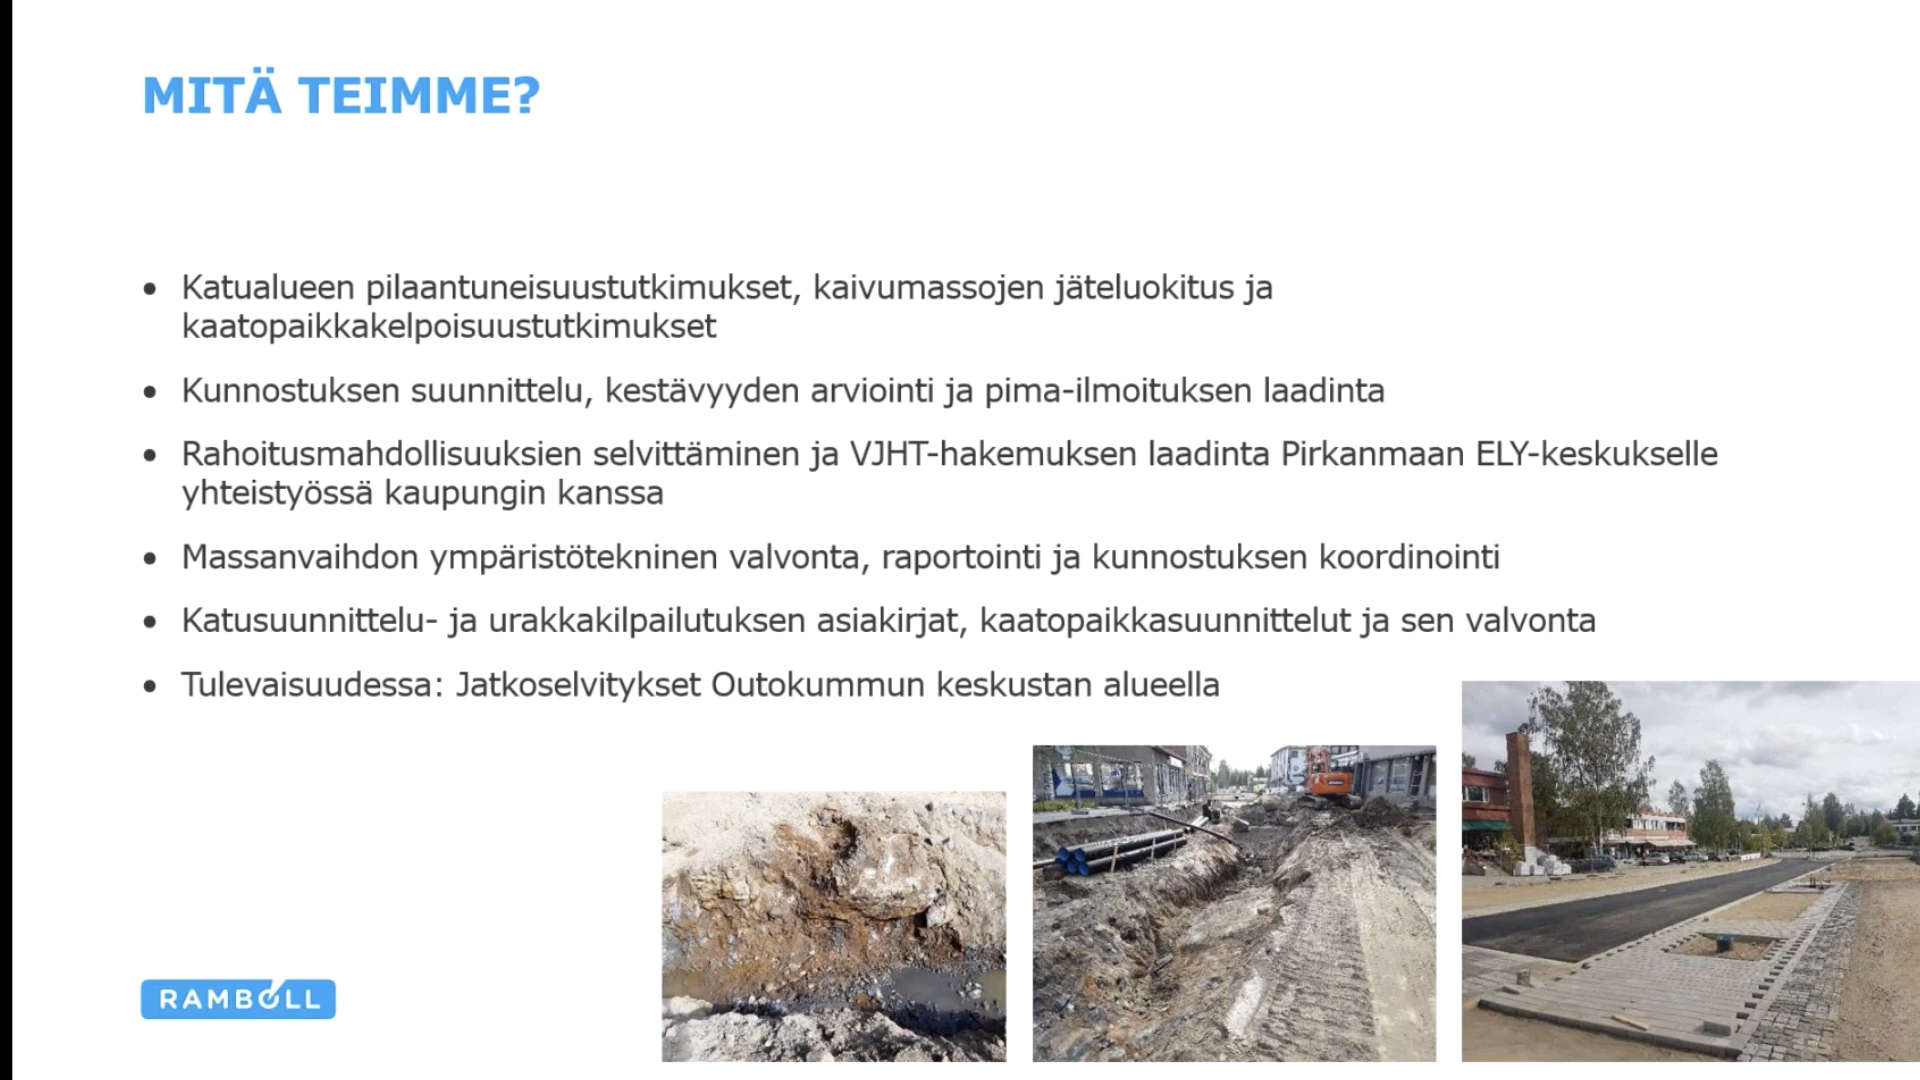 MITÄ TEIMME?
• Katualueen pilaantuneisuustutkimukset, kaivumassojen jäteluokitus ja
kaatopaikkakelpoisuustutkimukset
• Kunnostuksen suunnittelu, kestävyyden arviointi ja pima-ilmoituksen laadinta
• Rahoitusmahdollisuuksien selvittäminen ja VJHT-hakemuksen laadinta Pirkanmaan ELY-keskukselle
yhteistyössä kaupungin kanssa
• Massanvaihdon ympäristötekninen valvonta, raportointi ja kunnostuksen koordinointi
• Katusuunnittelu- ja urakkakilpailutuksen asiakirjat, kaatopaikkasuunnittelut ja sen valvonta
• Tulevaisuudessa: Jatkoselvitykset Outokummun keskustan alueella
RAMBOLL